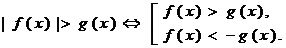 | f(x) |> g(x) ⇔ [ f(x) > g(x),
f(x) < −g(x).